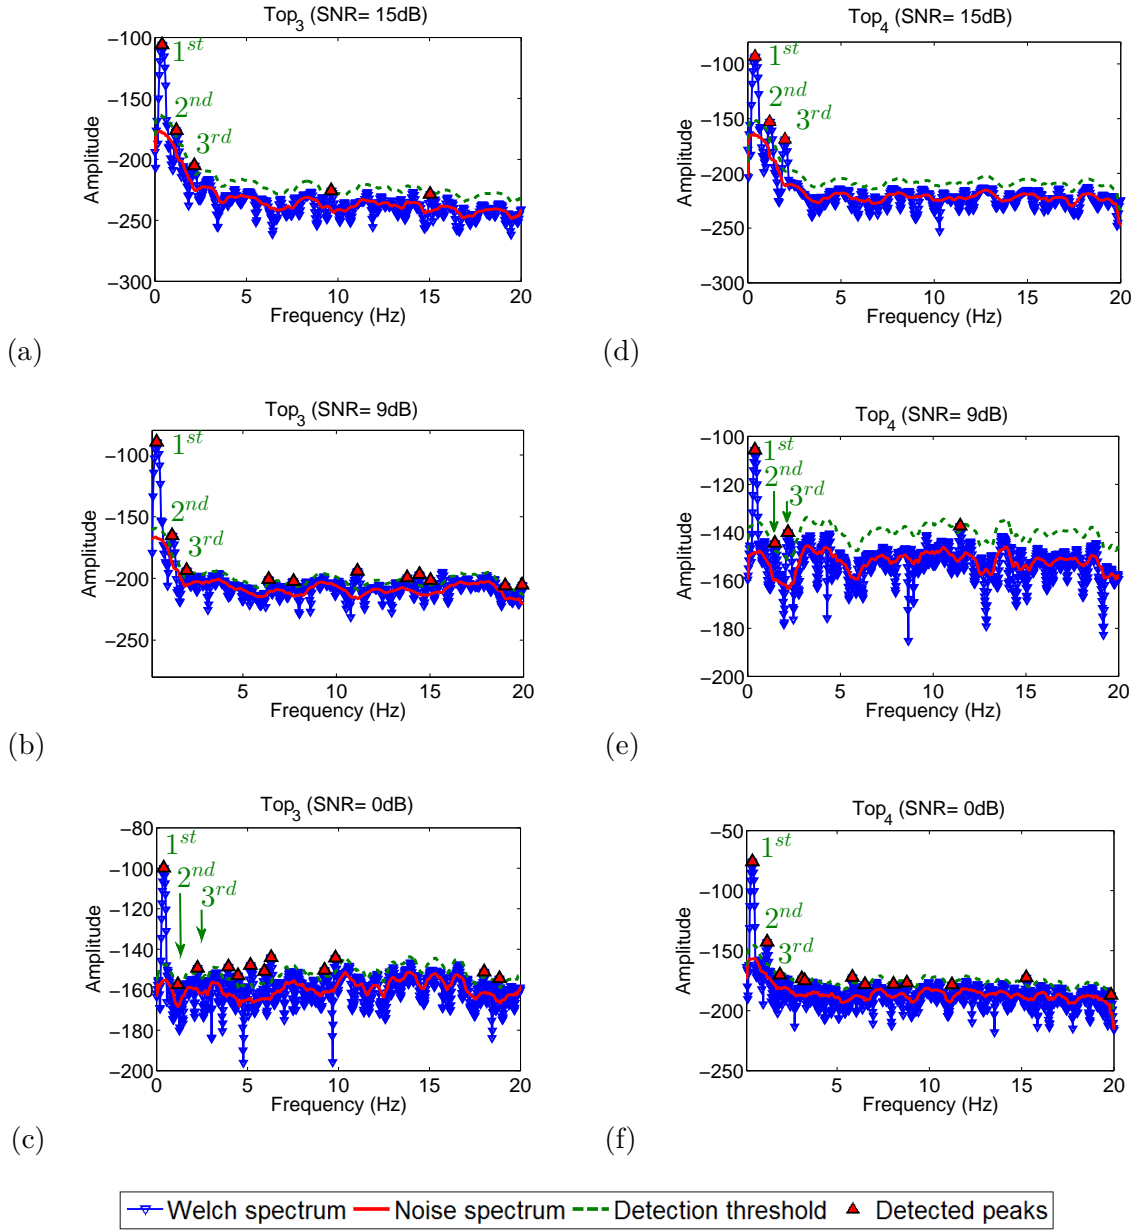 Top3 (SNR= 15dB)
−100
−150
−200
−250
−300
Amplitude
1st
2nd
3rd
0 5 10 15 20
Frequency (Hz)
(a)
Top4 (SNR= 15dB)
−100
−150
−200
−250
−300
Amplitude
1st
2nd
3rd
0 5 10 15 20
Frequency (Hz)
(d)
Top3 (SNR= 9dB)
−100
−150
−200
−250
Amplitude
1st
2nd
3rd
5 10 15 20
Frequency (Hz)
(b)
Top4 (SNR= 9dB)
−100
−120
−140
−160
−180
−200
Amplitude
1st
2nd
3rd
0 5 10 15 20
Frequency (Hz)
(e)
Top3 (SNR= 0dB)
−80
−100
−120
−140
−160
−180
−200
Amplitude
1st
2nd
3rd
0 5 10 15 20
Frequency (Hz)
(c)
Top4 (SNR= 0dB)
−50
−100
−150
−200
−250
Amplitude
1st
2nd
3rd
5 10 15 20
Frequency (Hz)
(f)
Welch spectrum Noise spectrum Detection threshold Detected peaks